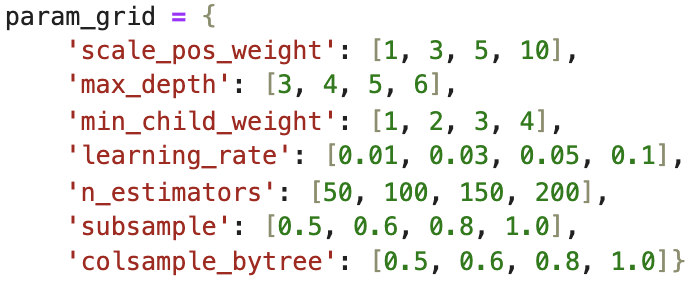 param_grid = {
    'scale_pos_weight': [1, 3, 5, 10],
    'max_depth': [3, 4, 5, 6],
    'min_child_weight': [1, 2, 3, 4],
    'learning_rate': [0.01, 0.03, 0.05, 0.1],
    'n_estimators': [50, 100, 150, 200],
    'subsample': [0.5, 0.6, 0.8, 1.0],
    'colsample_bytree': [0.5, 0.6, 0.8, 1.0]}